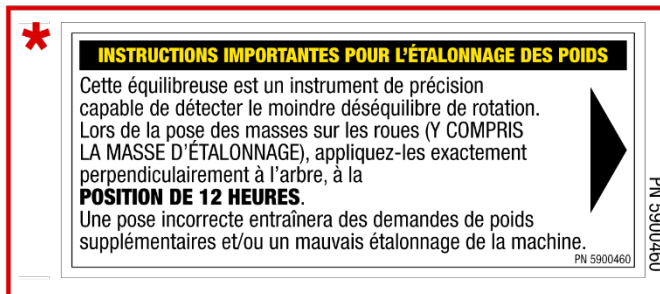 *
INSTRUCTIONS IMPORTANTES POUR L'ÉTALONNAGE DES POIDS
Cette équilibreuse est un instrument de précision
capable de détecter le moindre déséquilibre de rotation.
Lors de la pose des masses sur les roues (Y COMPRIS
LA MASSE D'ÉTALONNAGE), appliquez-les exactement
perpendiculairement à l'arbre, à la
POSITION DE 12 HEURES.
Une pose incorrecte entraînera des demandes de poids
supplémentaires et/ou un mauvais étalonnage de la machine.
PN 5900460
PN 5900460